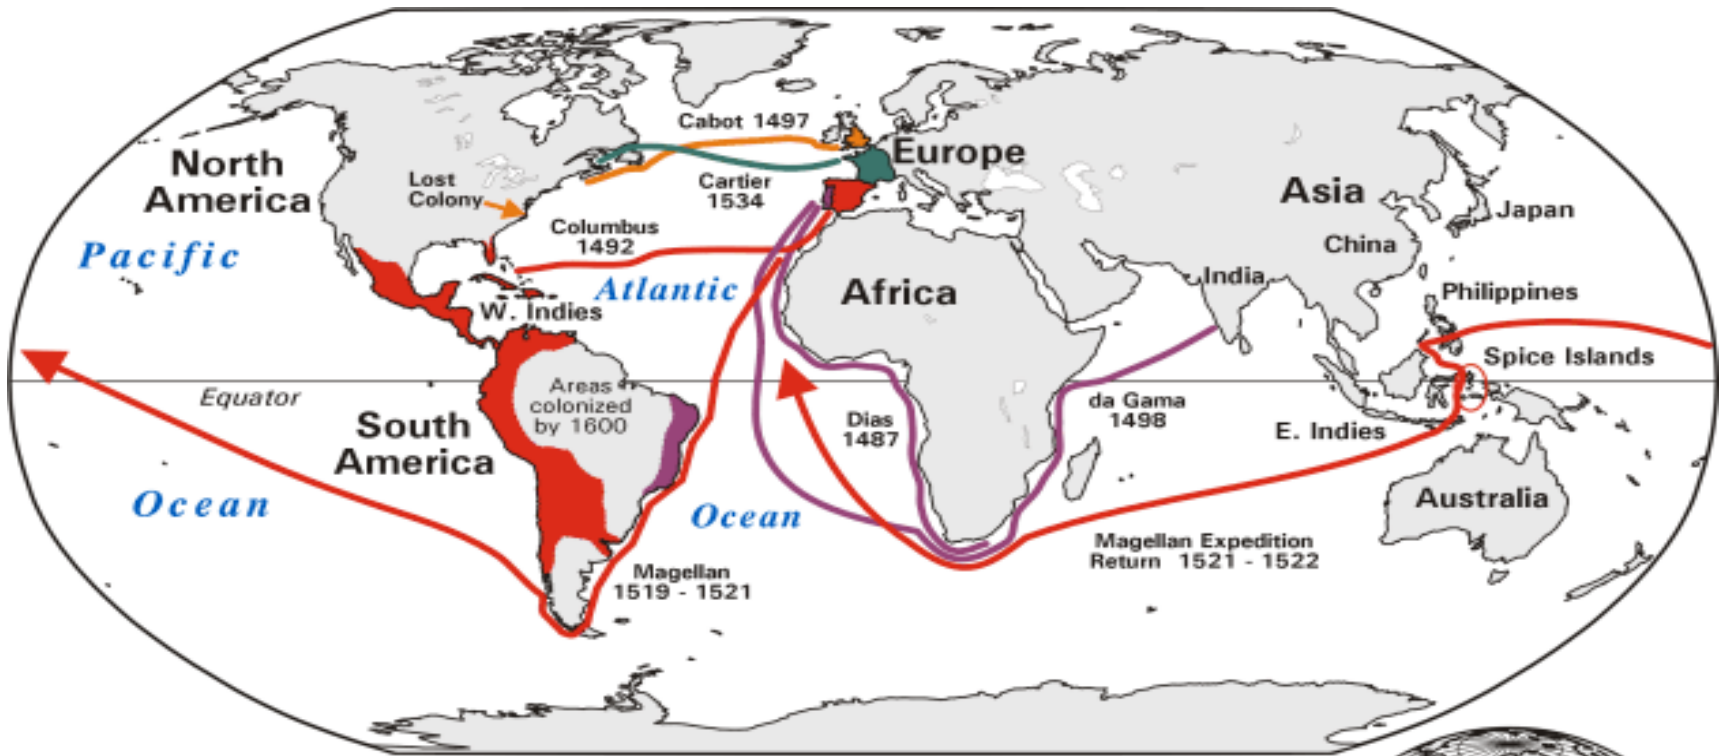 Cabot 1497
North
America
Europe
Lost
Colony
Cartier
1534
Asia
Japan
Columbus
1492
China
Pacific
India
Atlantic
Africa
Philippines
W. Indies
Spice Islands
Equator
Areas
colonized
by 1600
South
America
Dias
1487
da Gama
1498
E. Indies
Australia
Ocean
Ocean
Magellan
1519 - 1521
Magellan Expedition
Return 1521 - 1522